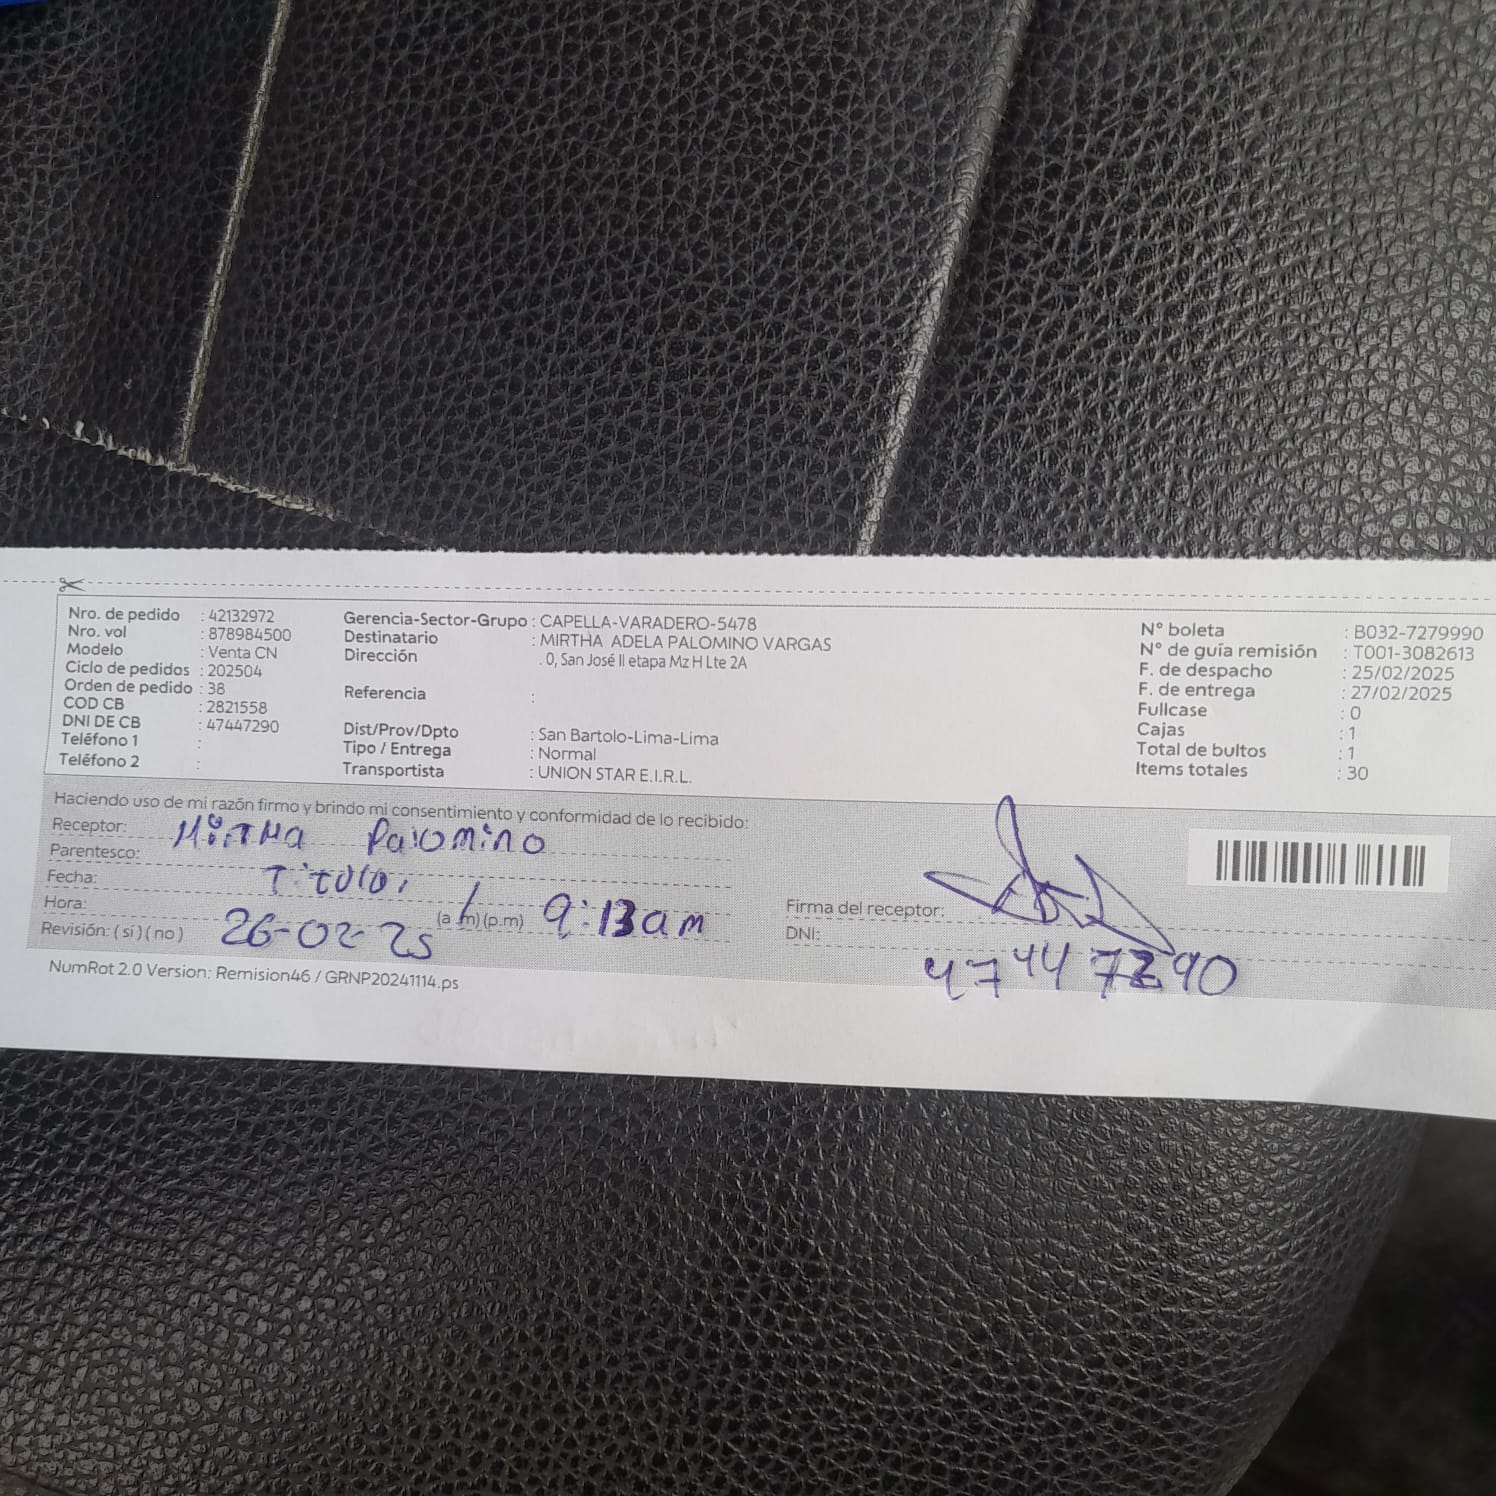 Nro. de pedido : 42132972
Nro. vol : 878984500
Modelo : Venta CN
Ciclo de pedidos : 202504
Orden de pedido : 38
COD CB : 2821558
DNI DE CB : 47447290
Teléfono 1 :
Teléfono 2 :
Gerencia-Sector-Grupo : CAPELLA-VARADERO-5478
Destinatario : MIRTHA ADELA PALOMINO VARGAS
Dirección . 0, San José II etapa Mz H Lte 2A
Referencia :
Dist/Prov/Dpto : San Bartolo-Lima-Lima
Tipo / Entrega : Normal
Transportista : UNION STAR E.I.R.L.
N° boleta : B032-7279990
N° de guía remisión : T001-3082613
F. de despacho : 25/02/2025
F. de entrega : 27/02/2025
Fullcase : 0
Cajas : 1
Total de bultos : 1
Items totales : 30
Haciendo uso de mi razón firmo y brindo mi consentimiento y conformidad de lo recibido:
Receptor: Mirtha Palomino
Parentesco:
Fecha: Titular
Hora: (a.m)(p.m) 9:13am
Revisión: (si)(no) 26-02-25
Firma del receptor:
DNI: 47447290
NumRot 2.0 Version: Remision46 / GRNP20241114.ps